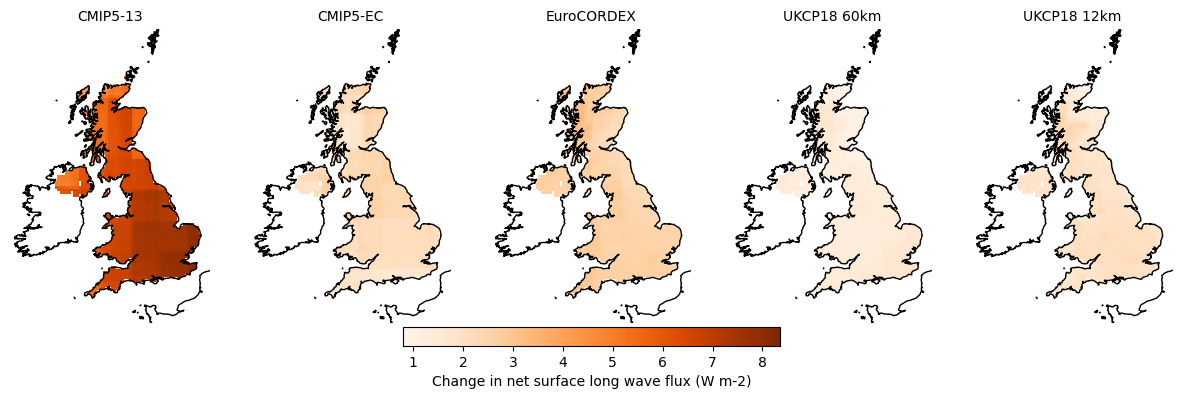 CMIP5-13
CMIP5-EC
EuroCORDEX
UKCP18 60km
UKCP18 12km
1 2 3 4 5 6 7 8
Change in net surface long wave flux (W m-2)